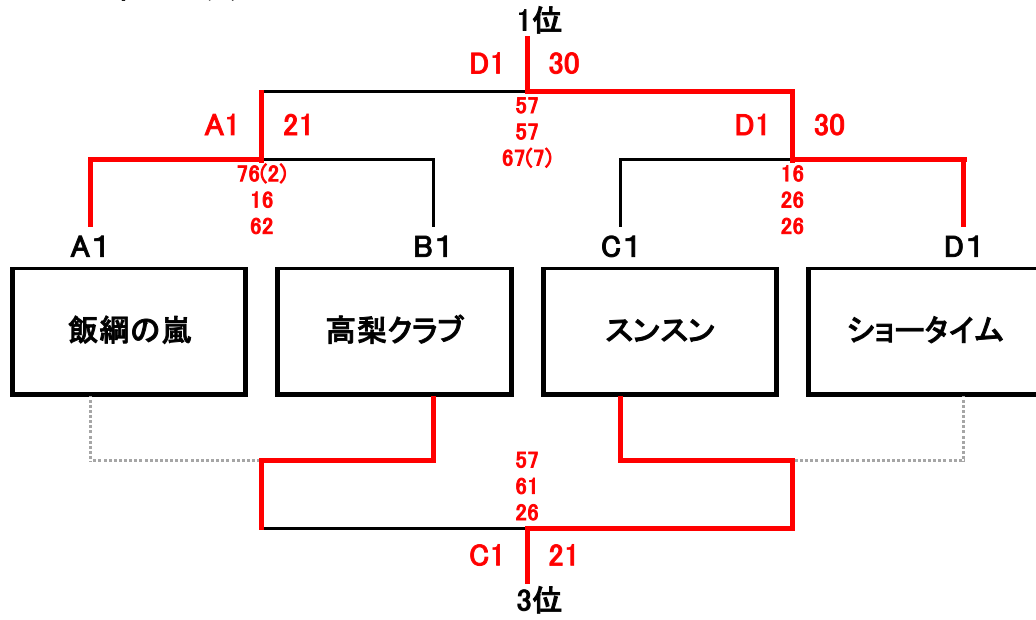 1位
D1 30
57
57
67(7)
A1 21
76(2)
16
62
D1 30
16
26
26
A1
B1
C1
D1
飯綱の嵐
高梨クラブ
スンスン
ショータイム
57
61
26
C1 21
3位